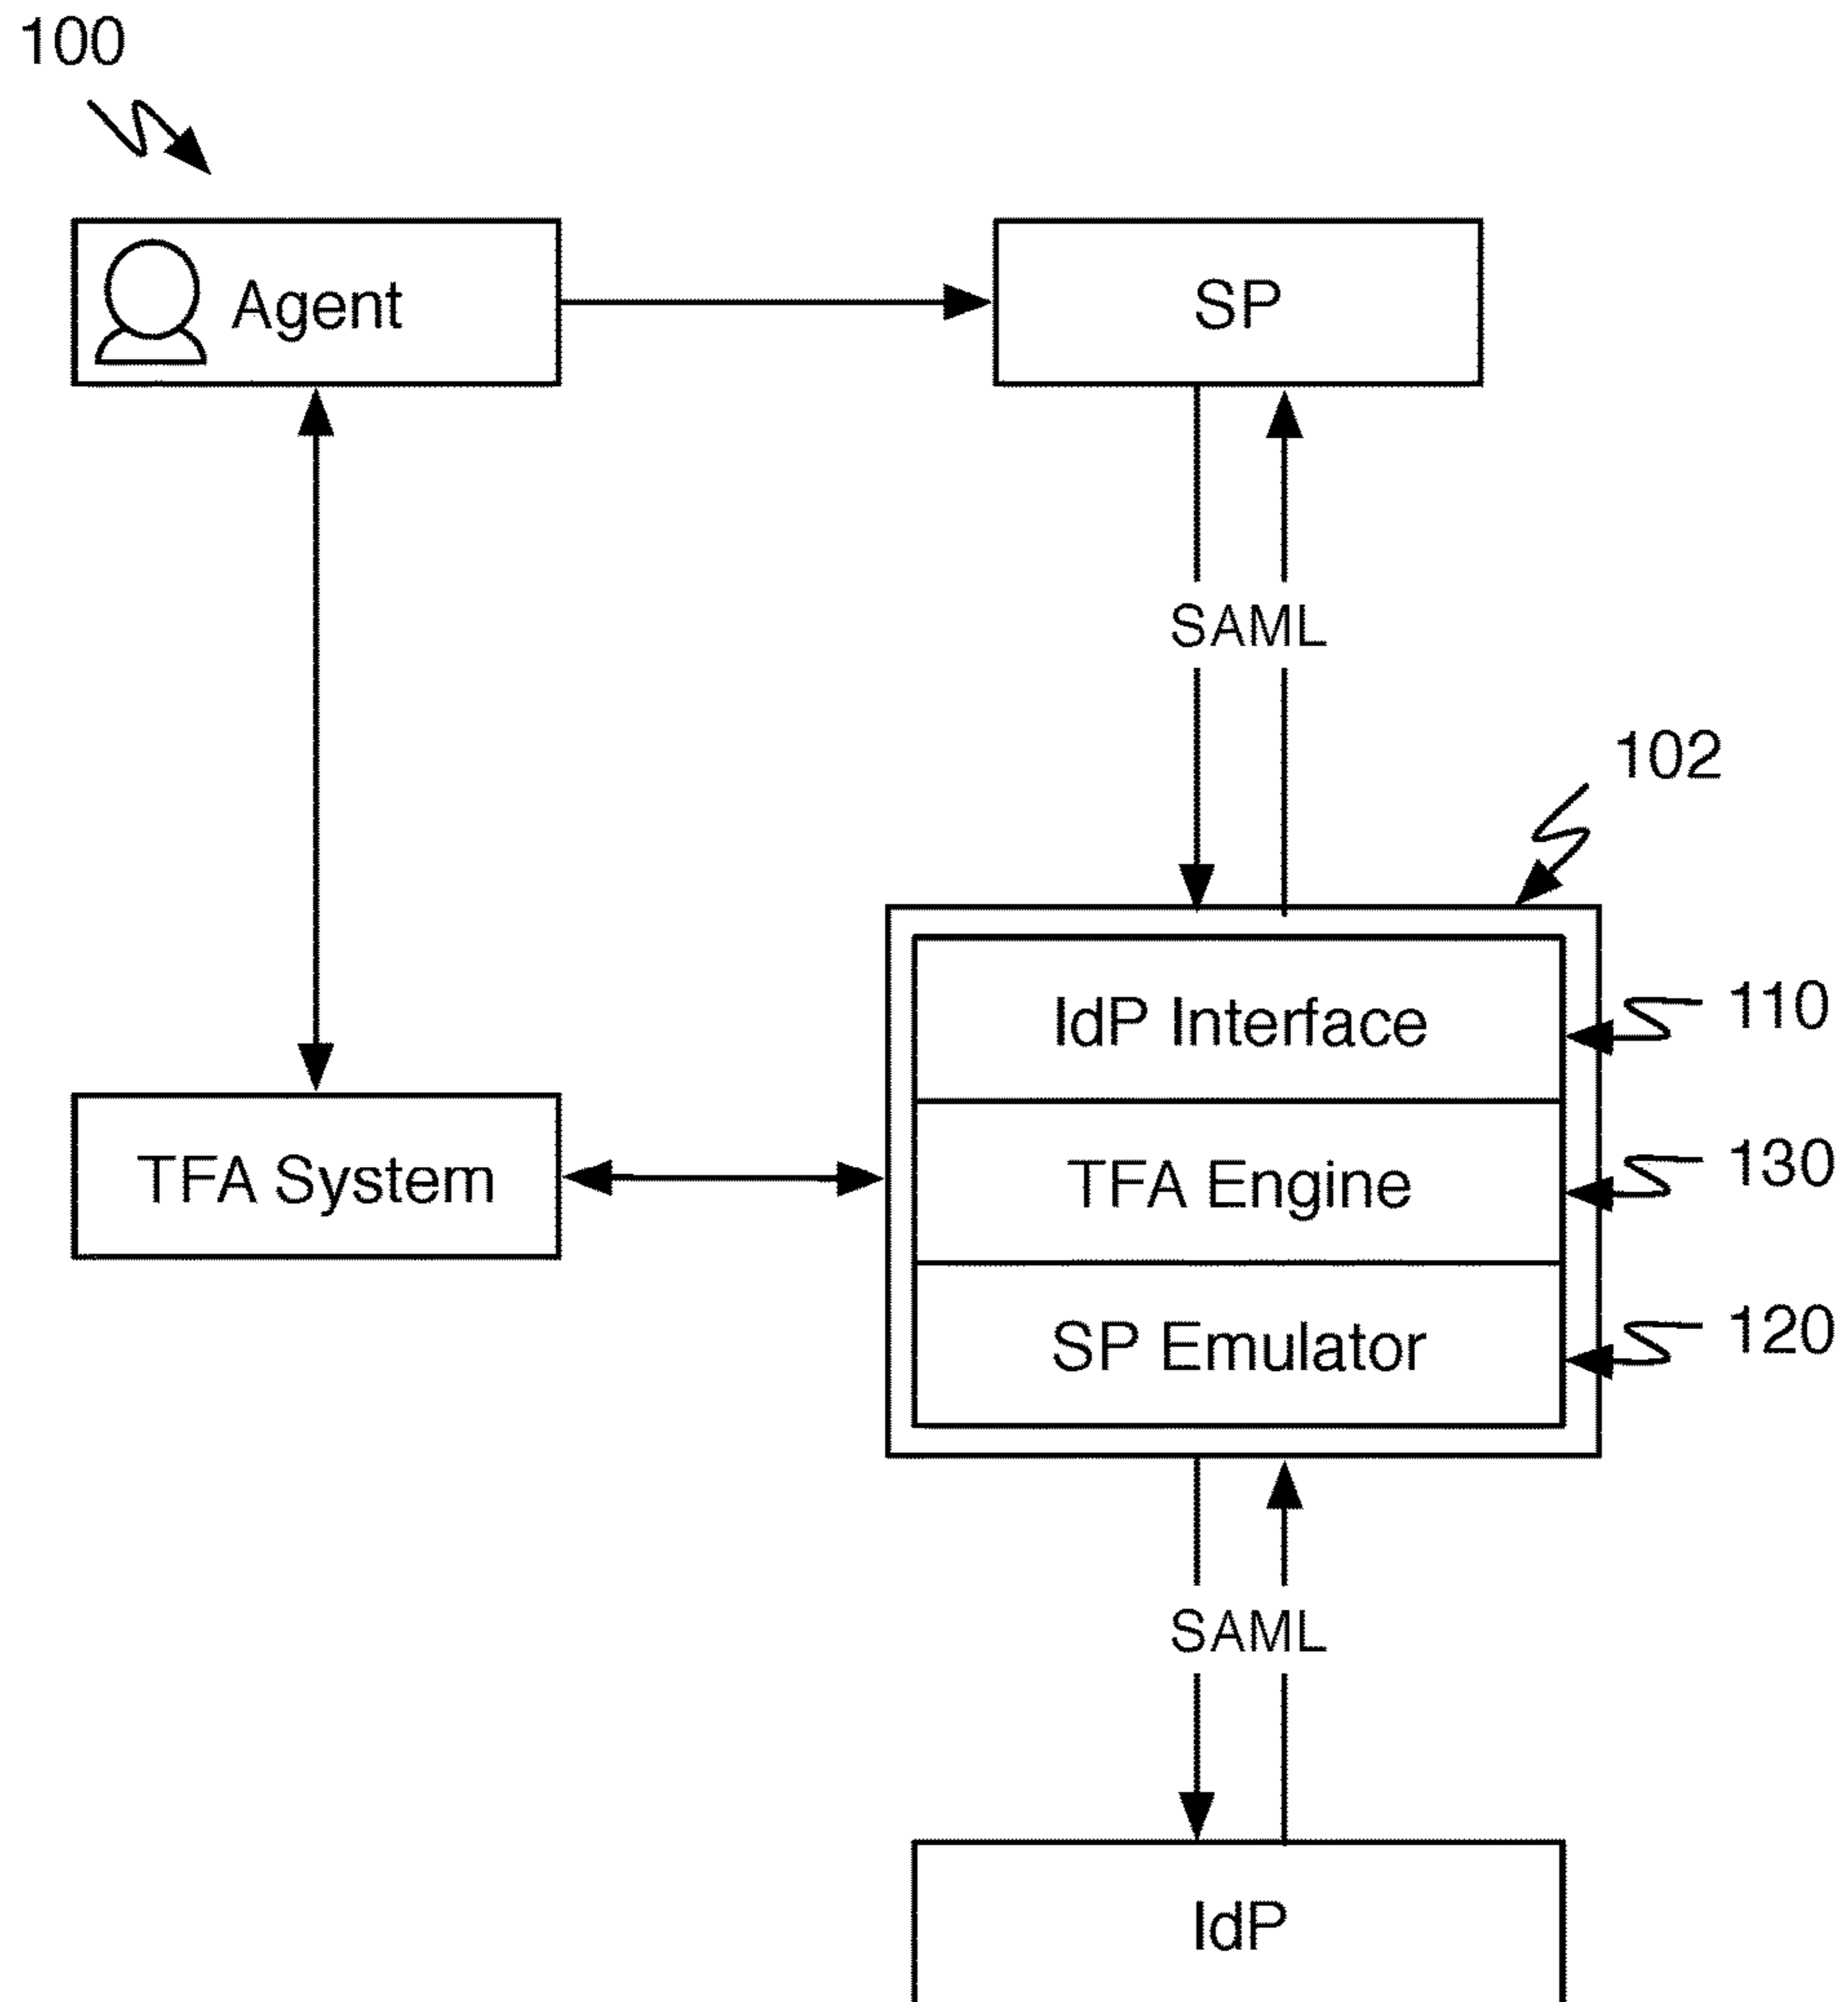 100
Agent
SP
SAML
102
IdP Interface
110
TFA System
TFA Engine
130
SP Emulator
120
SAML
IdP